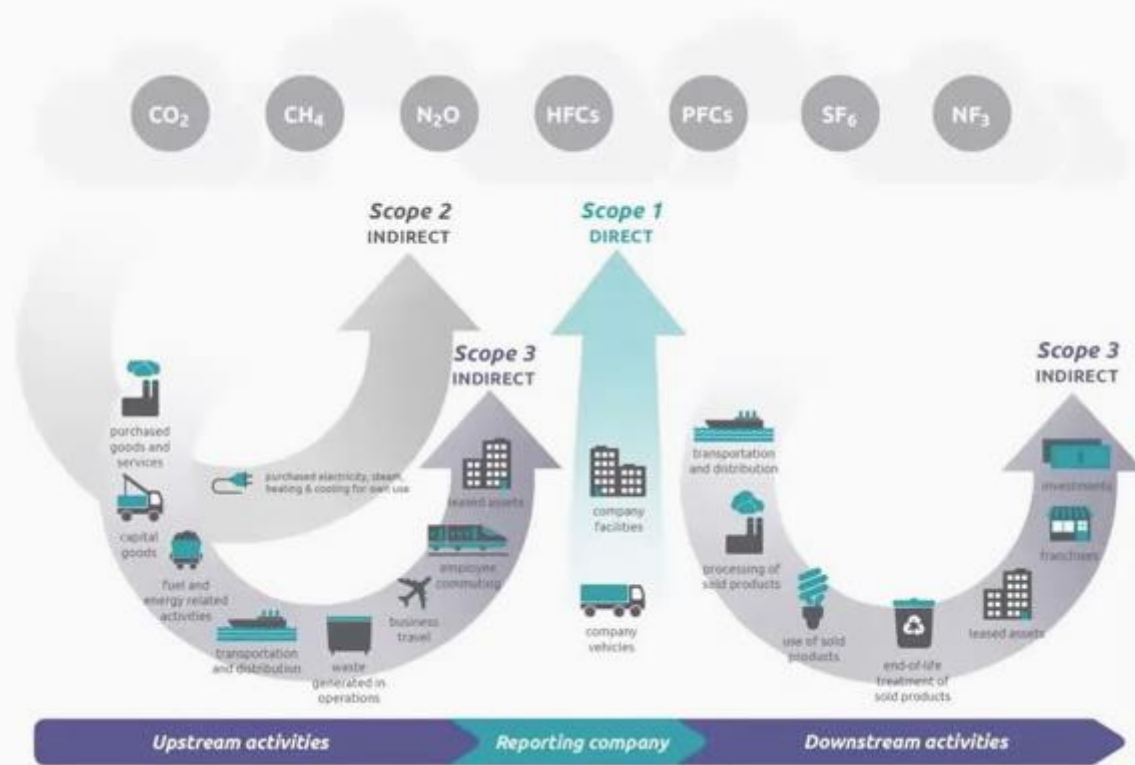 CO₂ CH₄ N₂O HFCs PFCs SF₆ NF₃
Scope 2
INDIRECT
Scope 1
DIRECT
Scope 3
INDIRECT
Scope 3
INDIRECT
purchased
goods and
services
capital
goods
fuel and
energy related
activities
transportation
and distribution
waste
generated in
operations
business
travel
employee
commuting
leased assets
purchased electricity, steam,
heating & cooling for own use
company
facilities
company
vehicles
transportation
and distribution
processing of
sold products
use of sold
products
end-of-life
treatment of
sold products
leased assets
franchises
investments
Upstream activities
Reporting company
Downstream activities